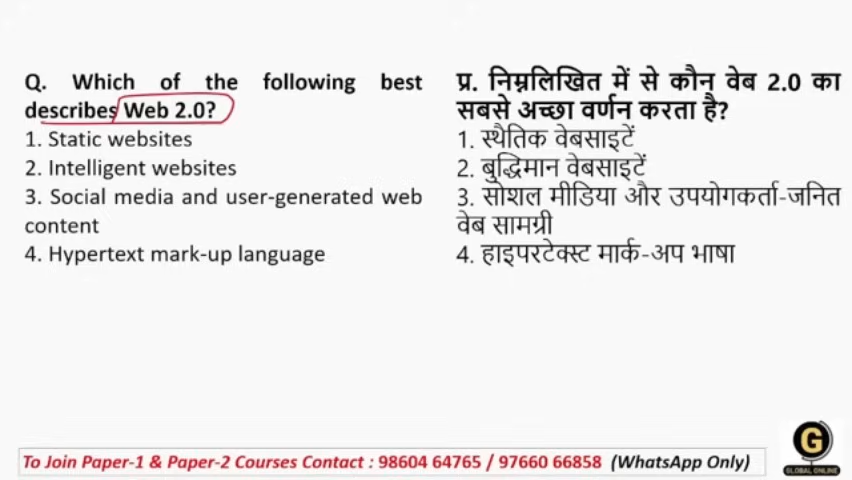 Q. Which of the following best
describes Web 2.0?
1. Static websites
2. Intelligent websites
3. Social media and user-generated web
content
4. Hypertext mark-up language
प्र. निम्नलिखित में से कौन वेब 2.0 का
सबसे अच्छा वर्णन करता है?
1. स्थैतिक वेबसाइटें
2. बुद्धिमान वेबसाइटें
3. सोशल मीडिया और उपयोगकर्ता-जनित
वेब सामग्री
4. हाइपरटेक्स्ट मार्क-अप भाषा
To Join Paper-1 & Paper-2 Courses Contact : 98604 64765 / 97660 66858 (WhatsApp Only)
G
GLOBAL ONLINE